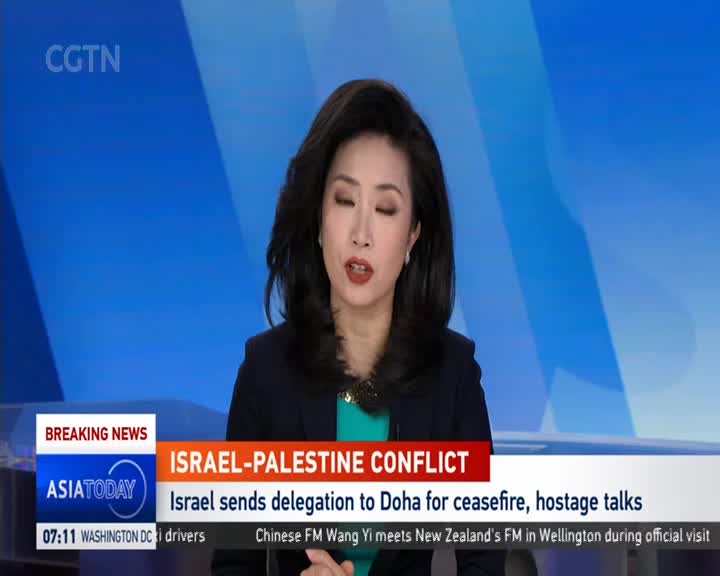 CGTN
BREAKING NEWS
ISRAEL-PALESTINE CONFLICT
ASIATODAY
Israel sends delegation to Doha for ceasefire, hostage talks
07:11 WASHINGTON DC
drivers Chinese FM Wang Yi meets New Zealand's FM in Wellington during official visit